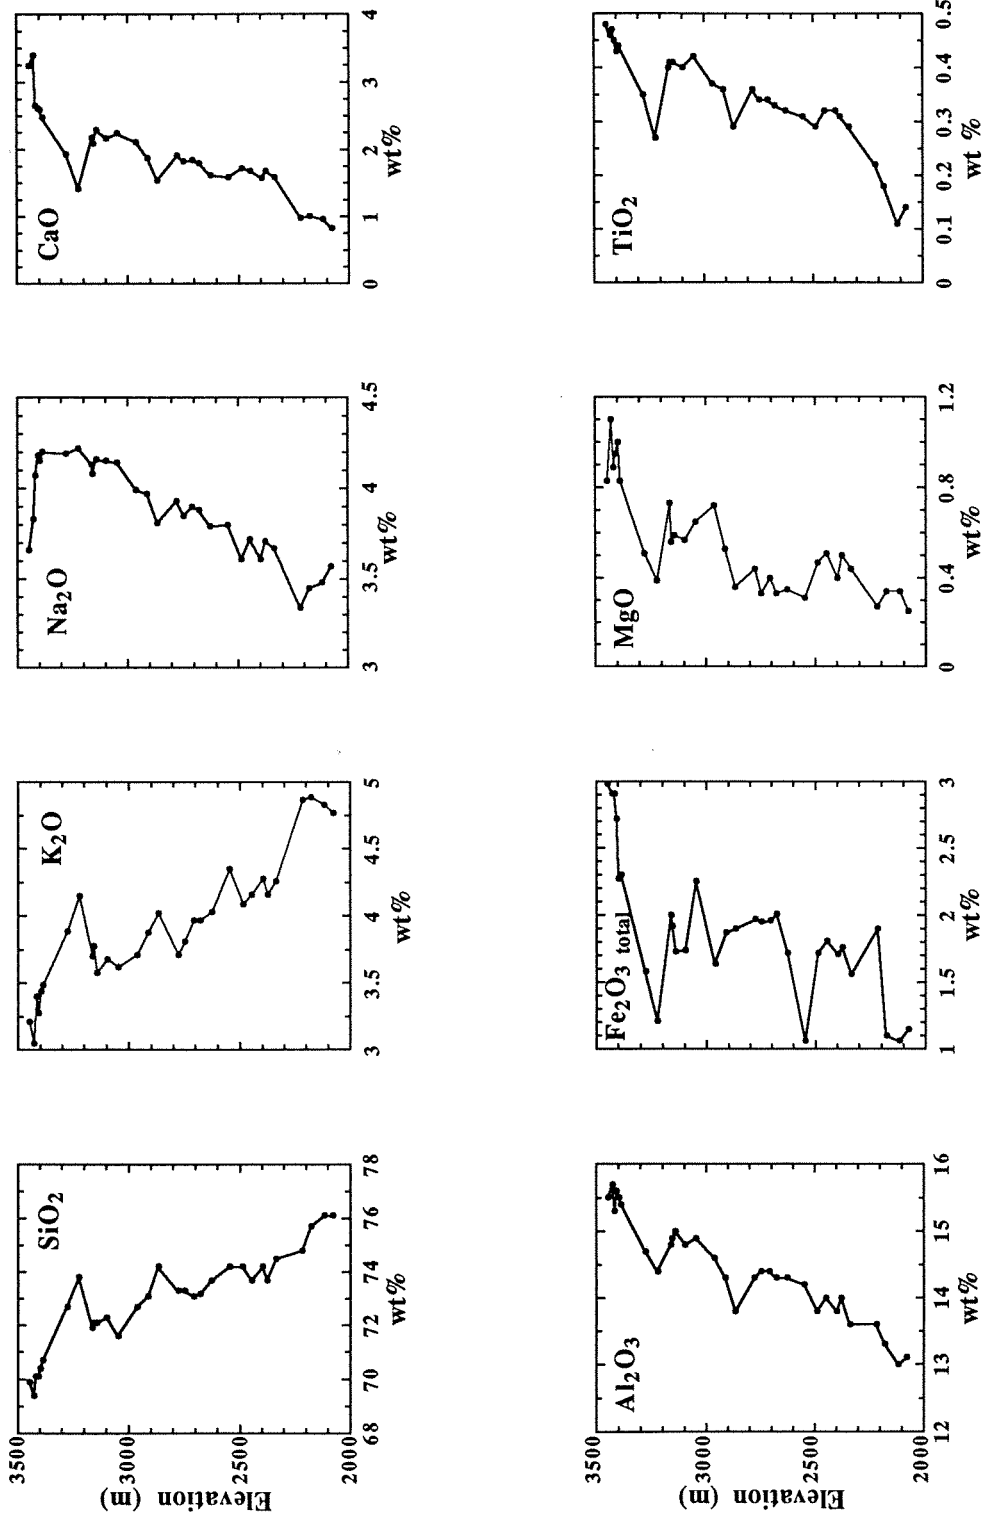 SiO2
3500
3000
2500
2000
Elevation (m)
68 70 72 74 76 78
wt%
K2O
3 3.5 4 4.5 5
wt%
Na2O
3 3.5 4 4.5
wt%
CaO
0 1 2 3 4
wt%
Al2O3
3500
3000
2500
2000
Elevation (m)
12 13 14 15 16
wt%
Fe2O3 total
1 1.5 2 2.5 3
wt%
MgO
0 0.4 0.8 1.2
wt%
TiO2
0 0.1 0.2 0.3 0.4 0.5
wt %